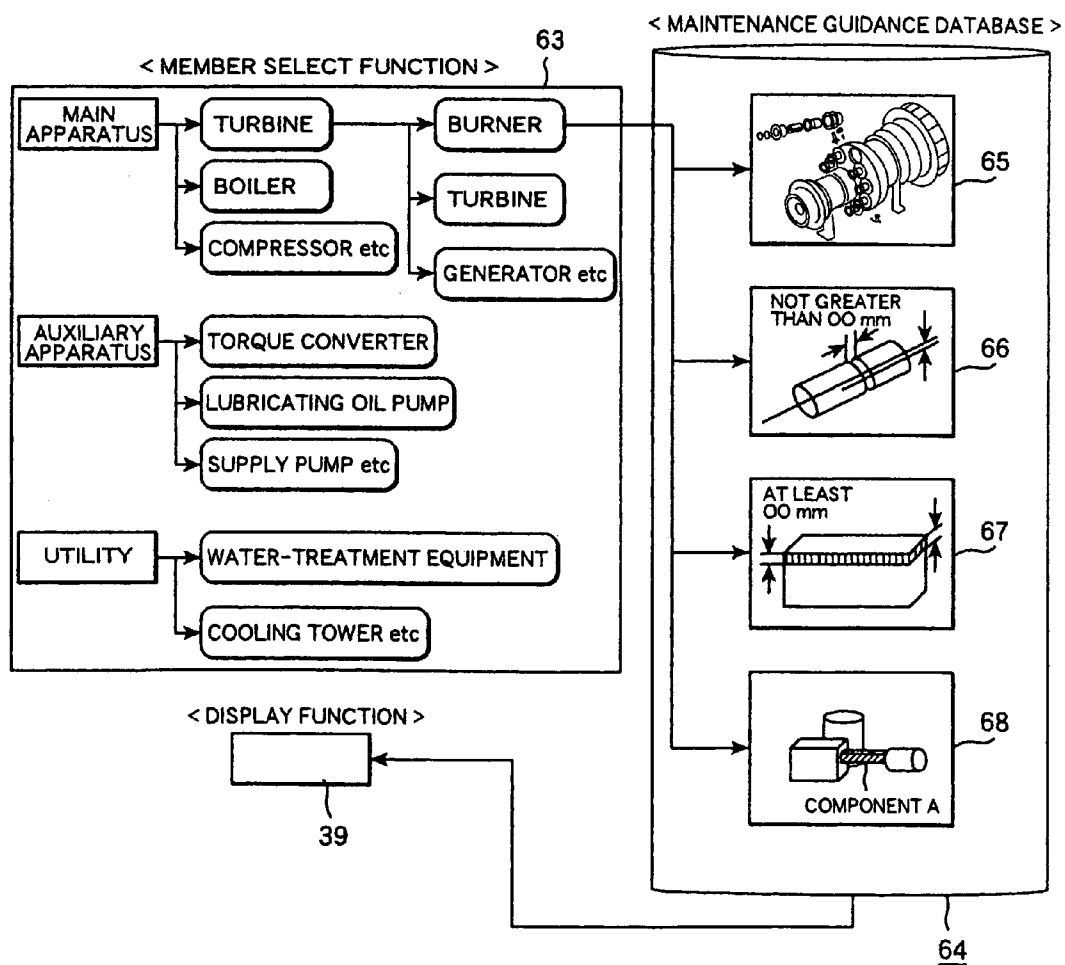 < MAINTENANCE GUIDANCE DATABASE >
63
< MEMBER SELECT FUNCTION >
MAIN
APPARATUS
TURBINE
BURNER
BOILER
TURBINE
COMPRESSOR etc
GENERATOR etc
65
AUXILIARY
APPARATUS
TORQUE CONVERTER
LUBRICATING OIL PUMP
SUPPLY PUMP etc
NOT GREATER
THAN OO mm
66
UTILITY
WATER-TREATMENT EQUIPMENT
COOLING TOWER etc
AT LEAST
OO mm
67
< DISPLAY FUNCTION >
39
COMPONENT A
68
64